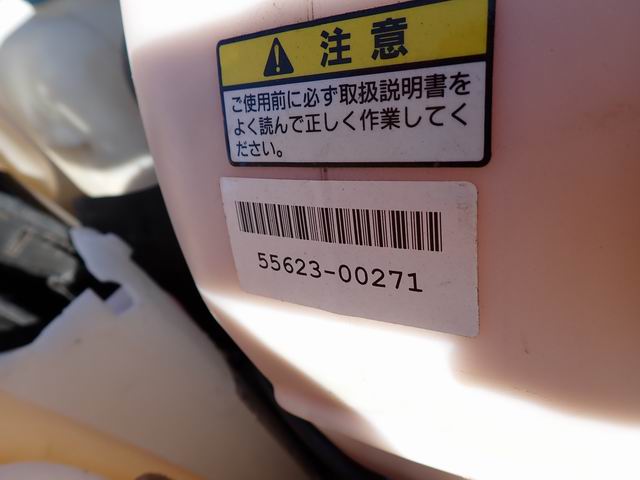 注意
ご使用前に必ず取扱説明書を
よく読んで正しく作業してく
ださい。
55623-00271